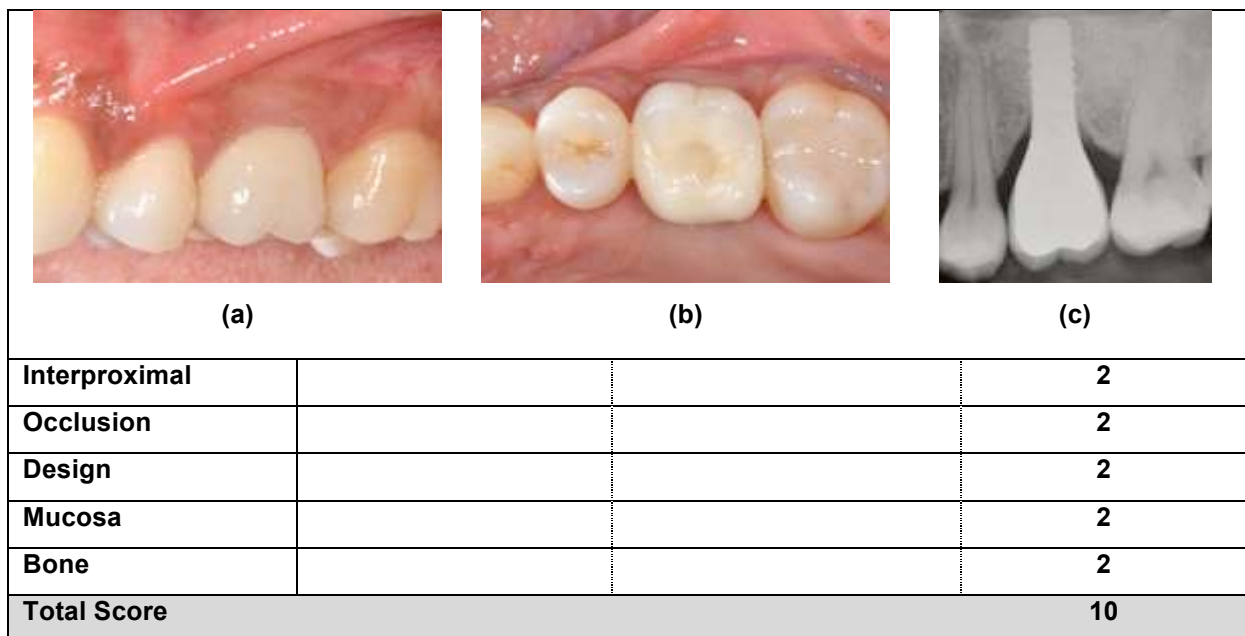 (a) (b) (c)
Interproximal 2
Occlusion 2
Design 2
Mucosa 2
Bone 2
Total Score 10